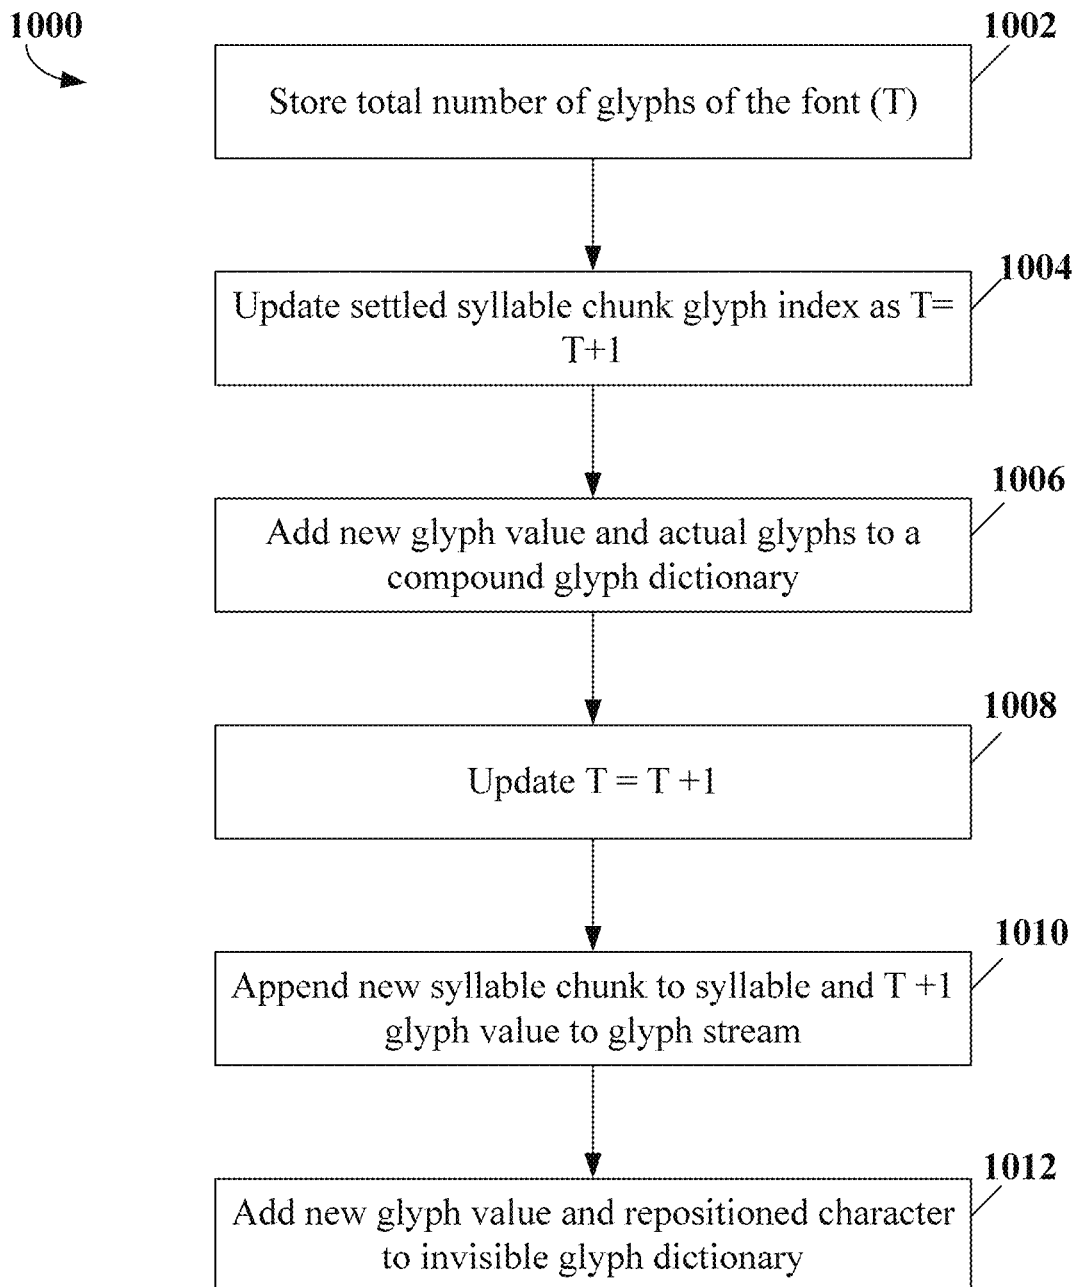 1000
1002
Store total number of glyphs of the font (T)
1004
Update settled syllable chunk glyph index as T=
T+1
1006
Add new glyph value and actual glyphs to a
compound glyph dictionary
1008
Update T = T +1
1010
Append new syllable chunk to syllable and T +1
glyph value to glyph stream
1012
Add new glyph value and repositioned character
to invisible glyph dictionary